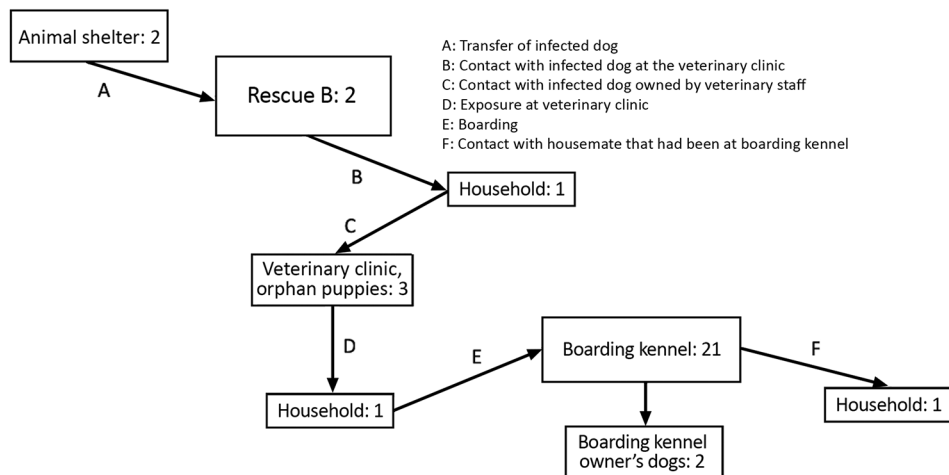 Animal shelter: 2
A: Transfer of infected dog
B: Contact with infected dog at the veterinary clinic
C: Contact with infected dog owned by veterinary staff
D: Exposure at veterinary clinic
E: Boarding
F: Contact with housemate that had been at boarding kennel
A
Rescue B: 2
B
Household: 1
C
Veterinary clinic,
orphan puppies: 3
D
E
Boarding kennel: 21
F
Household: 1
Household: 1
Boarding kennel
owner's dogs: 2